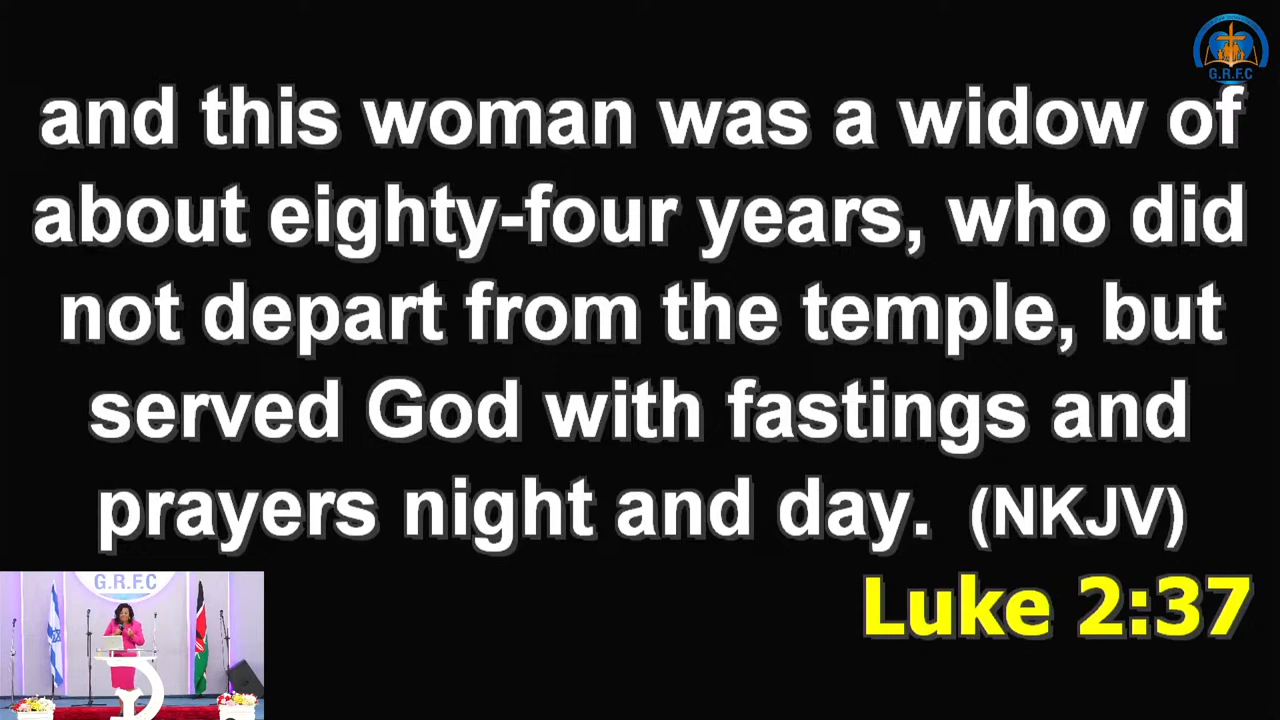 G.R.F.C
and this woman was a widow of
about eighty-four years, who did
not depart from the temple, but
served God with fastings and
prayers night and day. (NKJV)
Luke 2:37
G.R.F.C